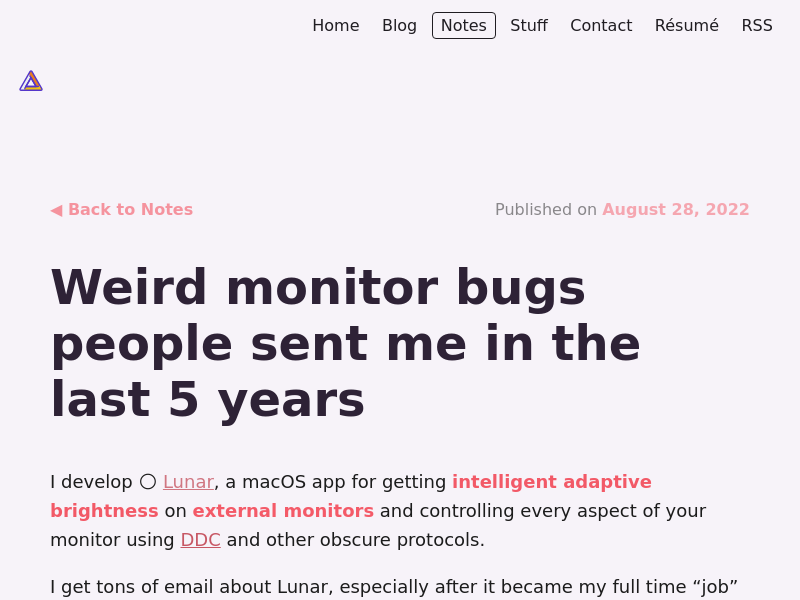 Home Blog Notes Stuff Contact Résumé RSS
◀ Back to Notes
Published on August 28, 2022
Weird monitor bugs
people sent me in the
last 5 years
I develop Lunar, a macOS app for getting intelligent adaptive
brightness on external monitors and controlling every aspect of your
monitor using DDC and other obscure protocols.
I get tons of email about Lunar, especially after it became my full time “job”